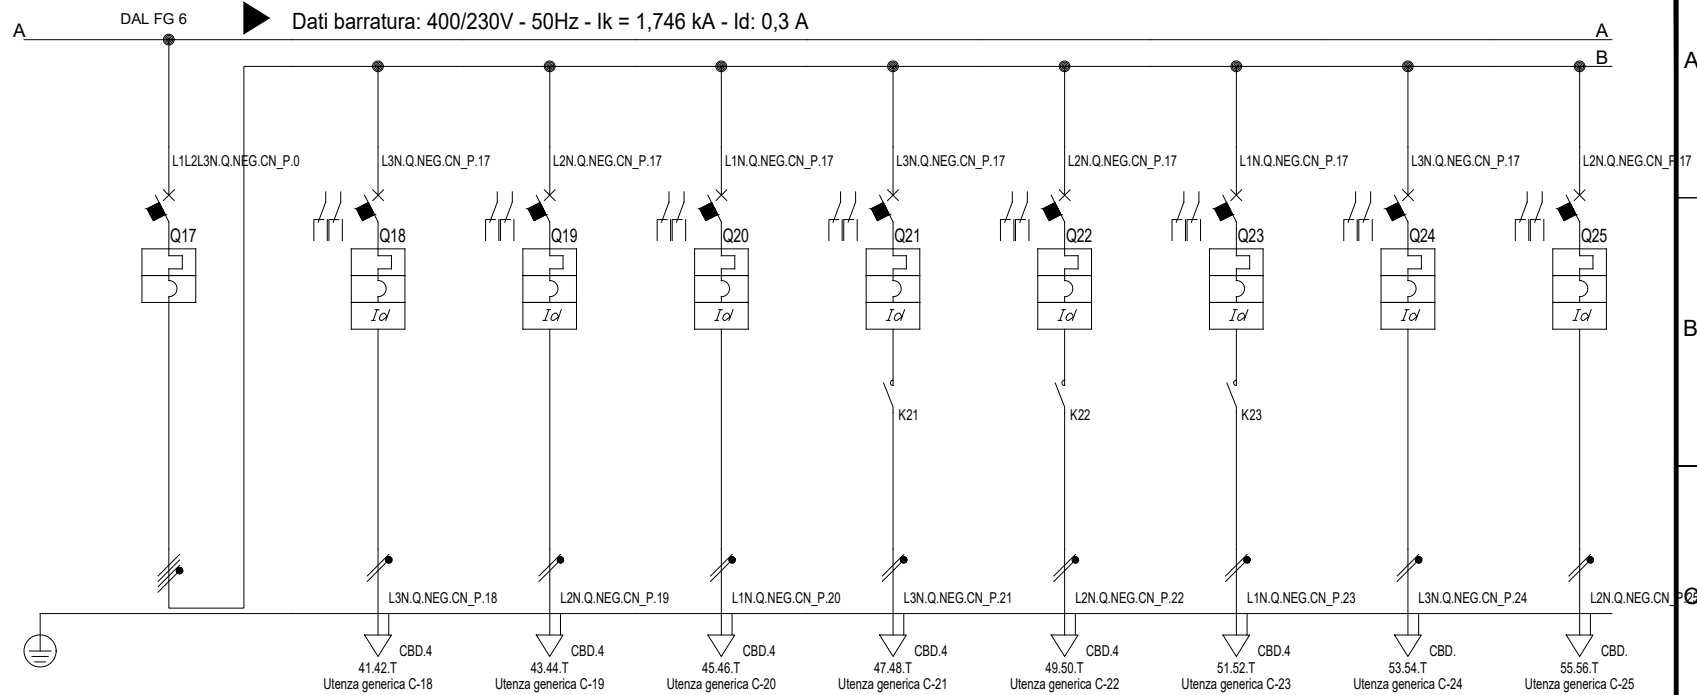 DAL FG 6
Dati barratura: 400/230V - 50Hz - Ik = 1,746 kA - Id: 0,3 A
A A
B
A
L1L2L3N.Q.NEG.CN_P.0 L3N.Q.NEG.CN_P.17 L2N.Q.NEG.CN_P.17 L1N.Q.NEG.CN_P.17 L3N.Q.NEG.CN_P.17 L2N.Q.NEG.CN_P.17 L1N.Q.NEG.CN_P.17 L3N.Q.NEG.CN_P.17 L2N.Q.NEG.CN_P.17
Q17 Q18 Q19 Q20 Q21 Q22 Q23 Q24 Q25
Id Id Id Id Id Id Id Id
B
K21 K22 K23
L3N.Q.NEG.CN_P.18 L2N.Q.NEG.CN_P.19 L1N.Q.NEG.CN_P.20 L3N.Q.NEG.CN_P.21 L2N.Q.NEG.CN_P.22 L1N.Q.NEG.CN_P.23 L3N.Q.NEG.CN_P.24 L2N.Q.NEG.CN_P.25
C
CBD.4 CBD.4 CBD.4 CBD.4 CBD.4 CBD.4 CBD. CBD.
41.42.T 43.44.T 45.46.T 47.48.T 49.50.T 51.52.T 53.54.T 55.56.T
Utenza generica C-18 Utenza generica C-19 Utenza generica C-20 Utenza generica C-21 Utenza generica C-22 Utenza generica C-23 Utenza generica C-24 Utenza generica C-25